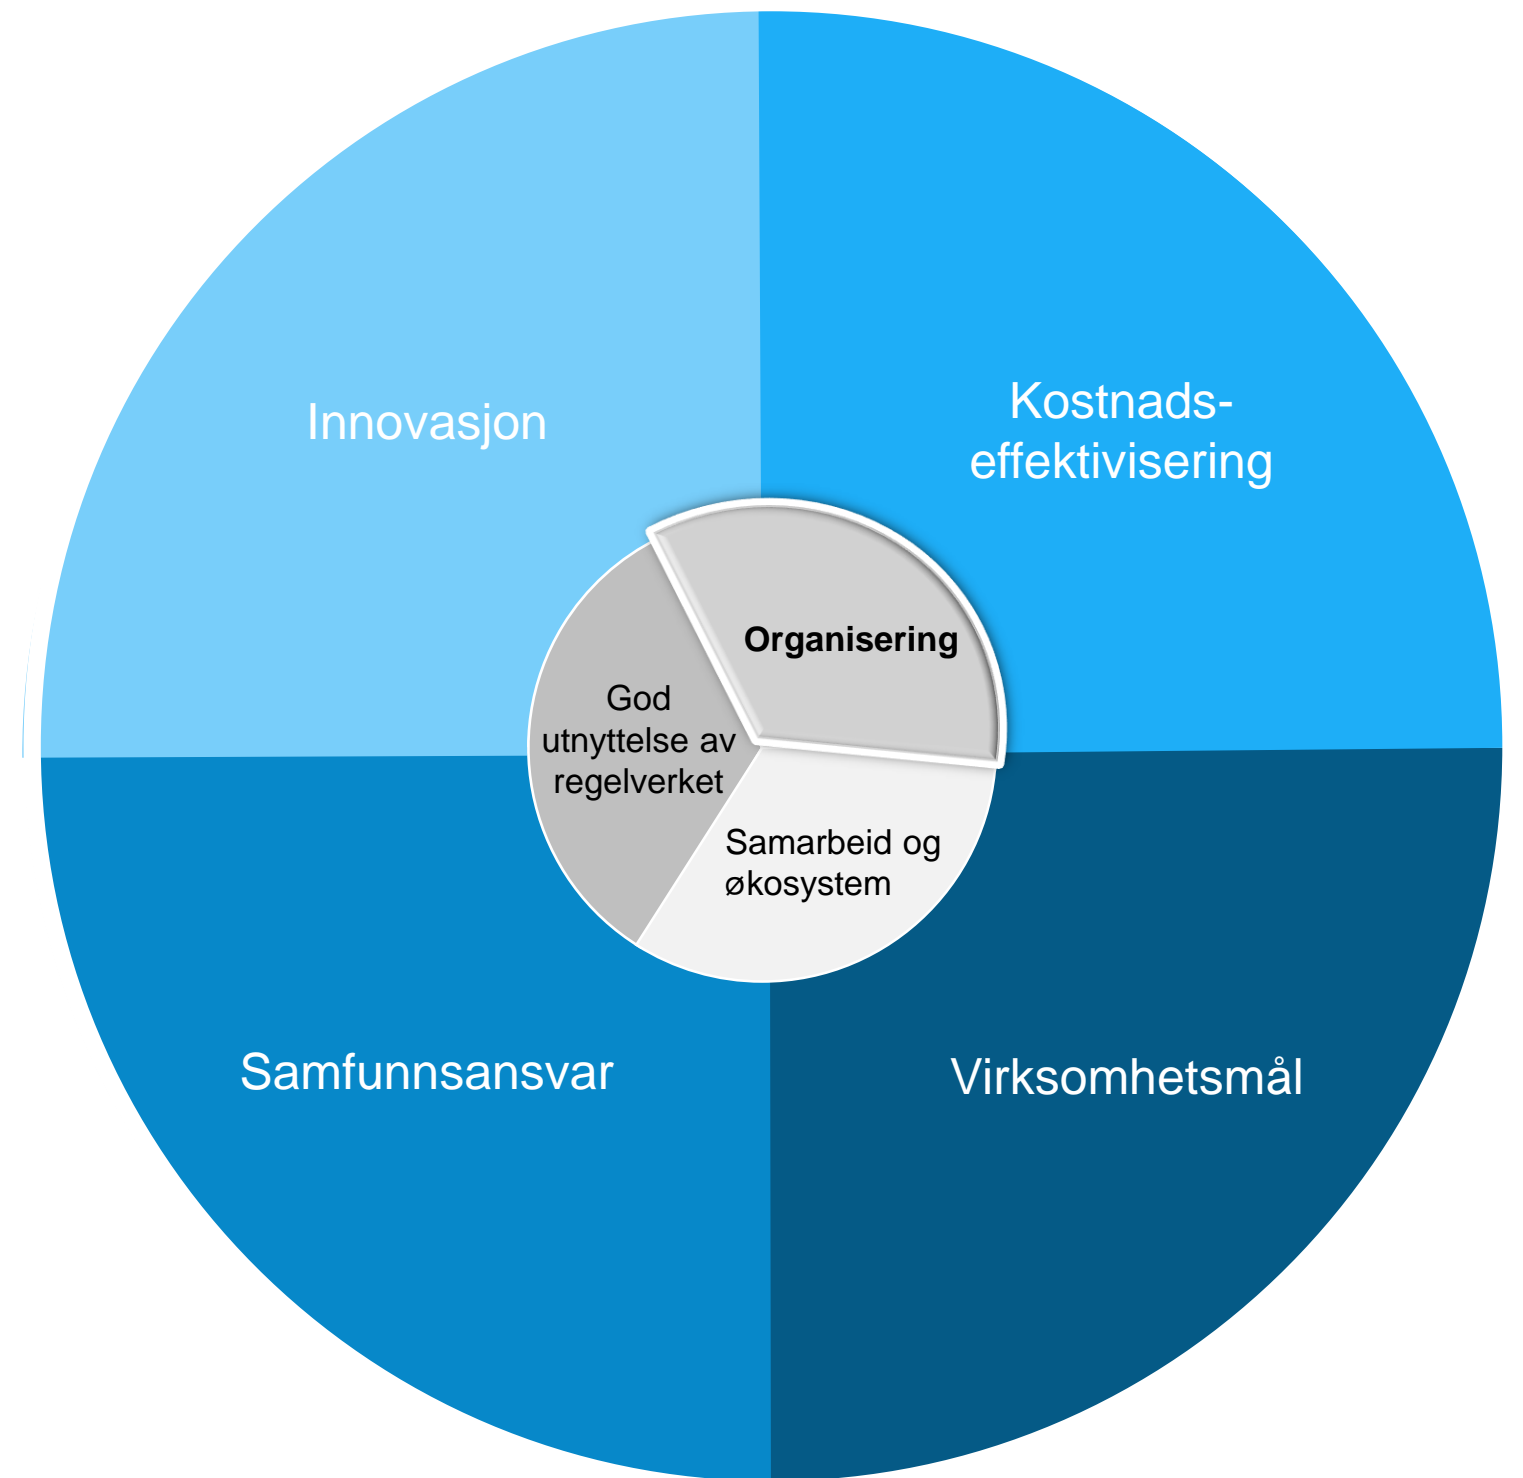 Innovasjon
Kostnads-
effektivisering
Organisering
God
utnyttelse av
regelverket
Samarbeid og
økosystem
Samfunnsansvar
Virksomhetsmål